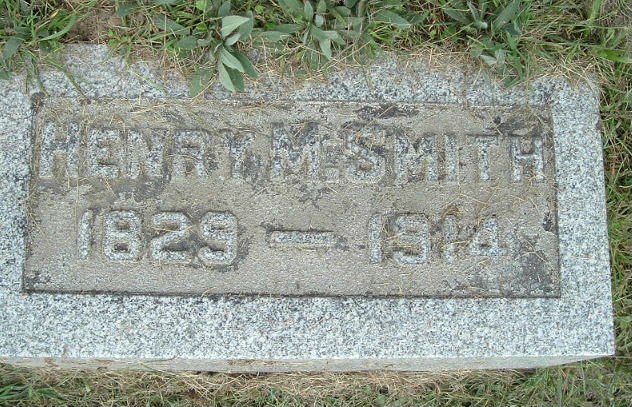 HENRY M. SMITH
1829 — 1914